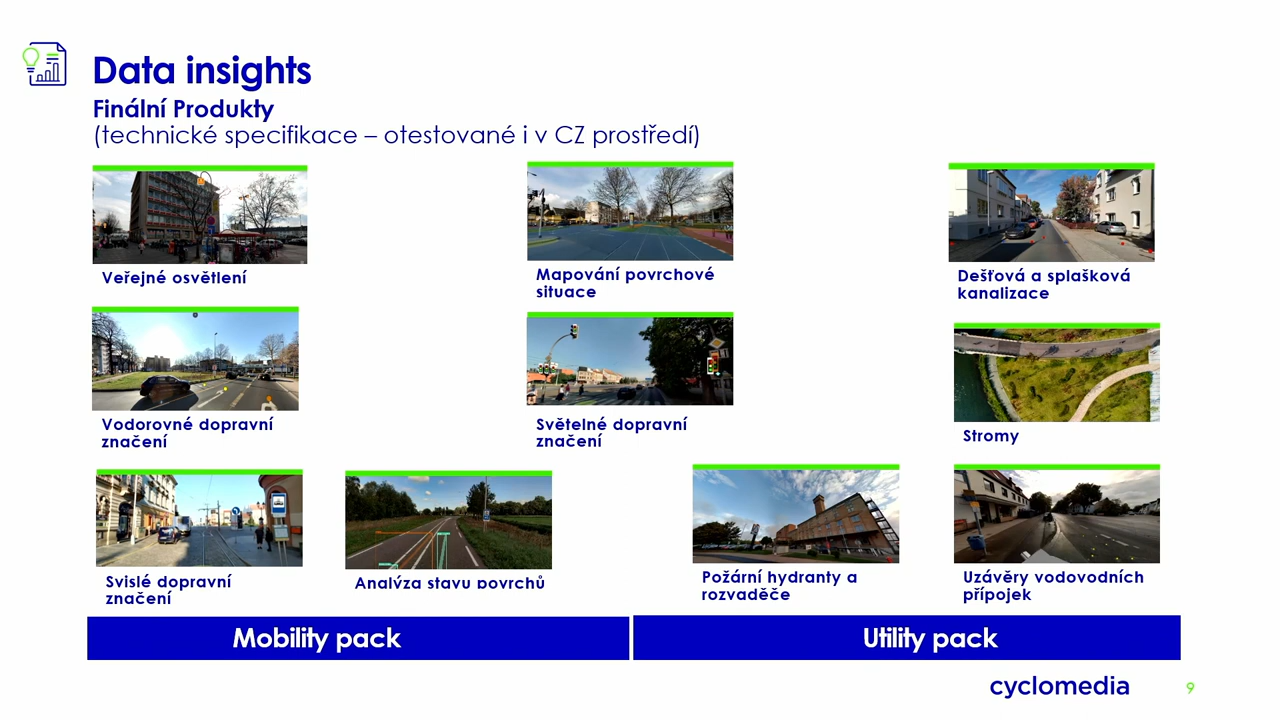 Data insights
Finální Produkty
(technické specifikace – otestované i v CZ prostředí)
Veřejné osvětlení
Mapování povrchové
situace
Dešťová a splašková
kanalizace
Vodorovné dopravní
značení
Světelné dopravní
značení
Stromy
Svislé dopravní
značení
Analýza stavu povrchů
Požární hydranty a
rozvaděče
Uzávěry vodovodních
přípojek
Mobility pack
Utility pack
cyclomedia
9